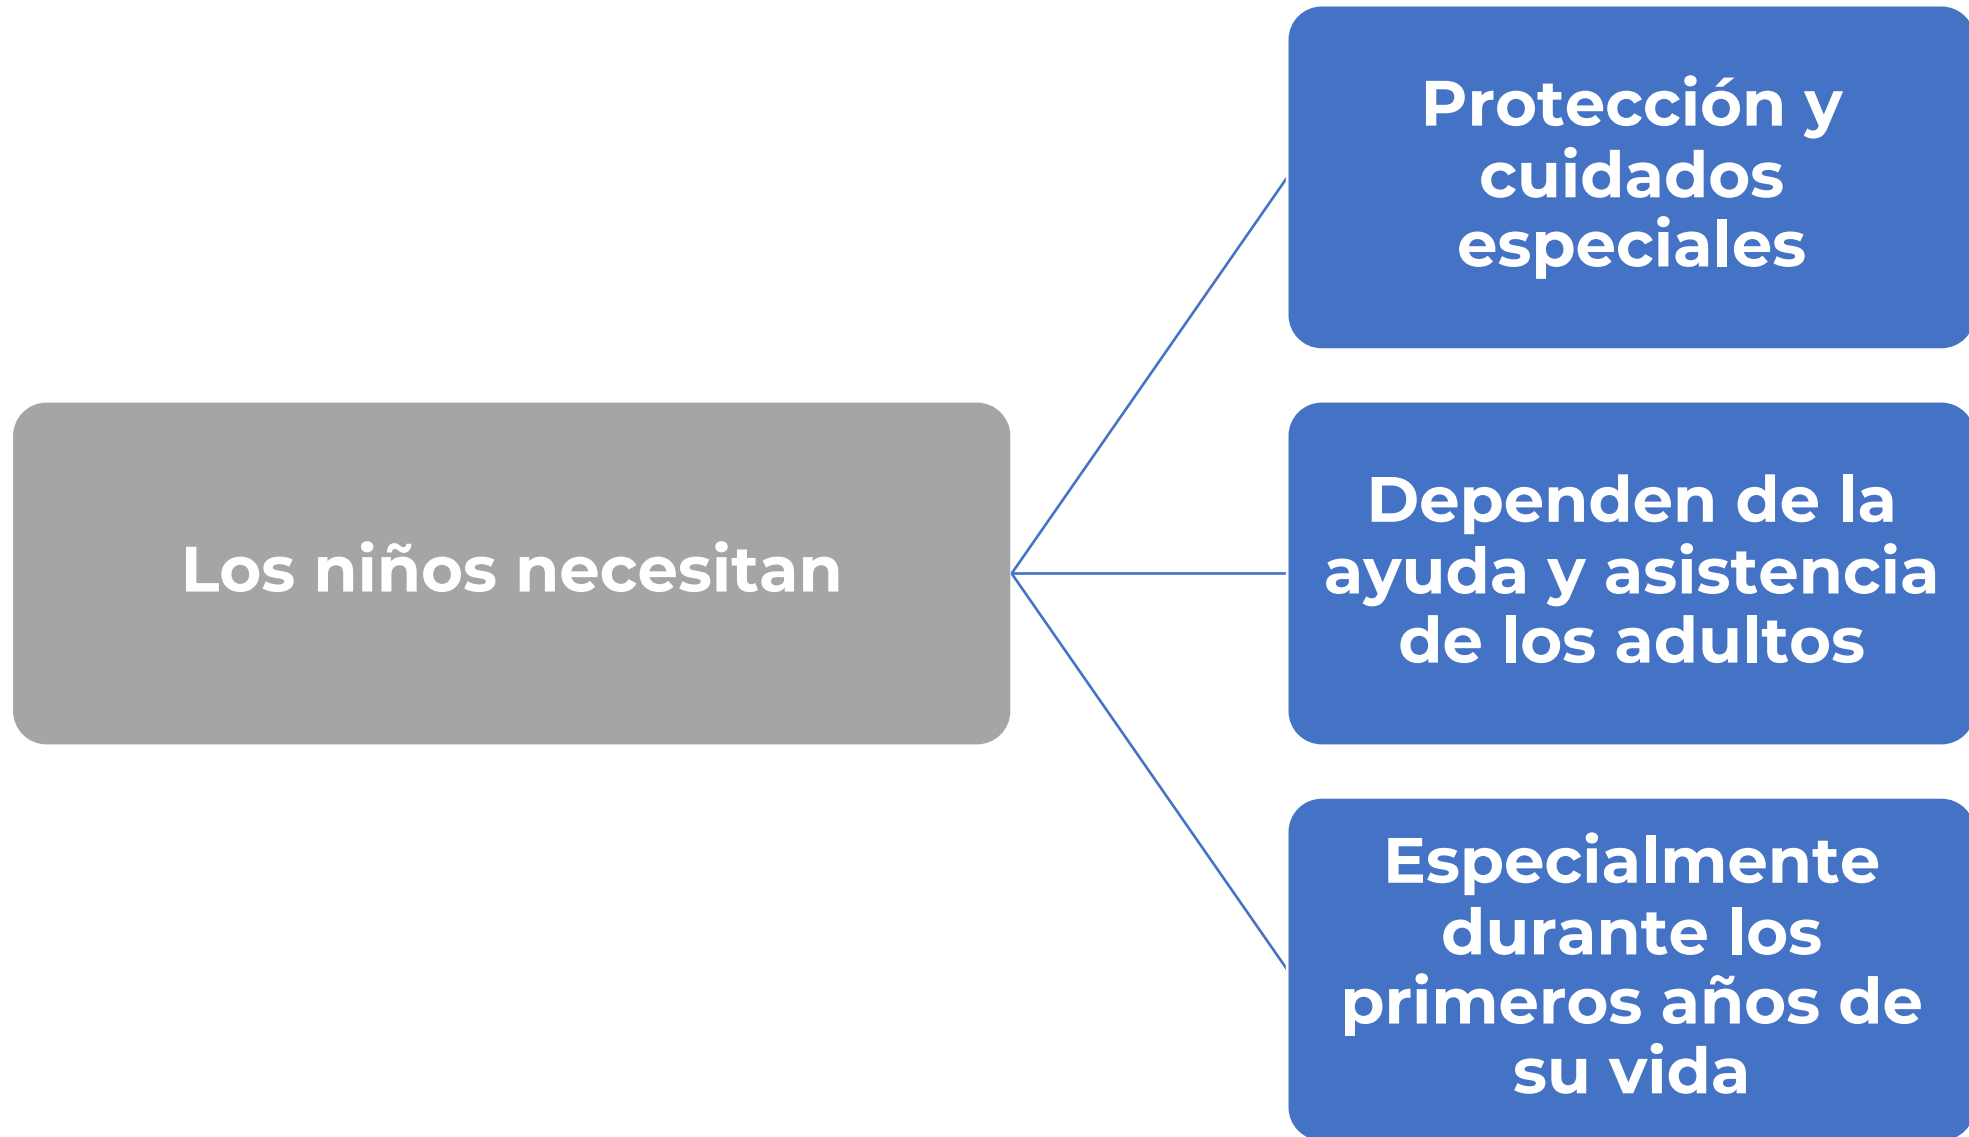 Los niños necesitan
Protección y
cuidados
especiales
Dependen de la
ayuda y asistencia
de los adultos
Especialmente
durante los
primeros años de
su vida